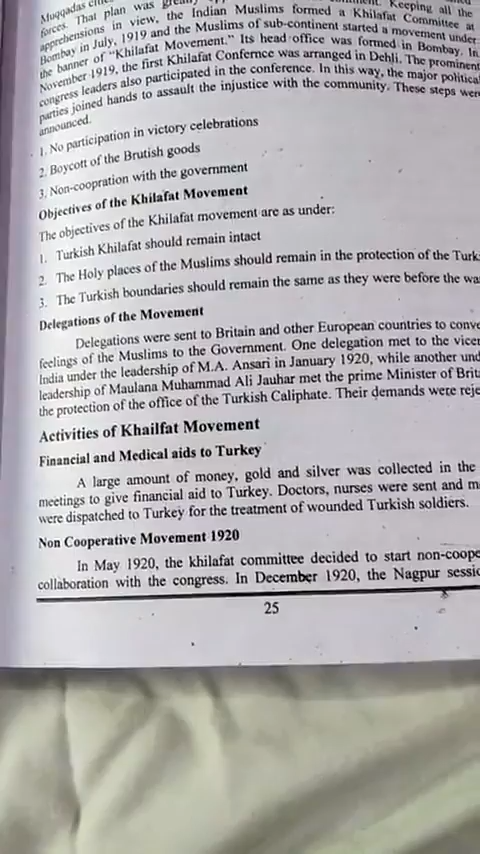 Muqqadas
forces. That plan was Keeping all the
apprehensions in view, the Indian Muslims formed a Khilafat Committee at
Bombay in July, 1919 and the Muslims of sub-continent started a movement under
the banner of "Khilafat Movement." Its head office was formed in Bombay. In
November 1919, the first Khilafat Confernce was arranged in Dehli. The prominent
congress leaders also participated in the conference. In this way, the major political
parties joined hands to assault the injustice with the community. These steps were
announced.
1. No participation in victory celebrations
2. Boycott of the Brutish goods
3. Non-coopration with the government
Objectives of the Khilafat Movement
The objectives of the Khilafat movement are as under:
1. Turkish Khilafat should remain intact
2. The Holy places of the Muslims should remain in the protection of the Turk
3. The Turkish boundaries should remain the same as they were before the wa
Delegations of the Movement
Delegations were sent to Britain and other European countries to conve
feelings of the Muslims to the Government. One delegation met to the vicer
India under the leadership of M.A. Ansari in January 1920, while another und
leadership of Maulana Muhammad Ali Jauhar met the prime Minister of Brit
the protection of the office of the Turkish Caliphate. Their demands were reje
Activities of Khailfat Movement
Financial and Medical aids to Turkey
A large amount of money, gold and silver was collected in the
meetings to give financial aid to Turkey. Doctors, nurses were sent and m
were dispatched to Turkey for the treatment of wounded Turkish soldiers.
Non Cooperative Movement 1920
In May 1920, the khilafat committee decided to start non-coope
collaboration with the congress. In December 1920, the Nagpur sessio
25